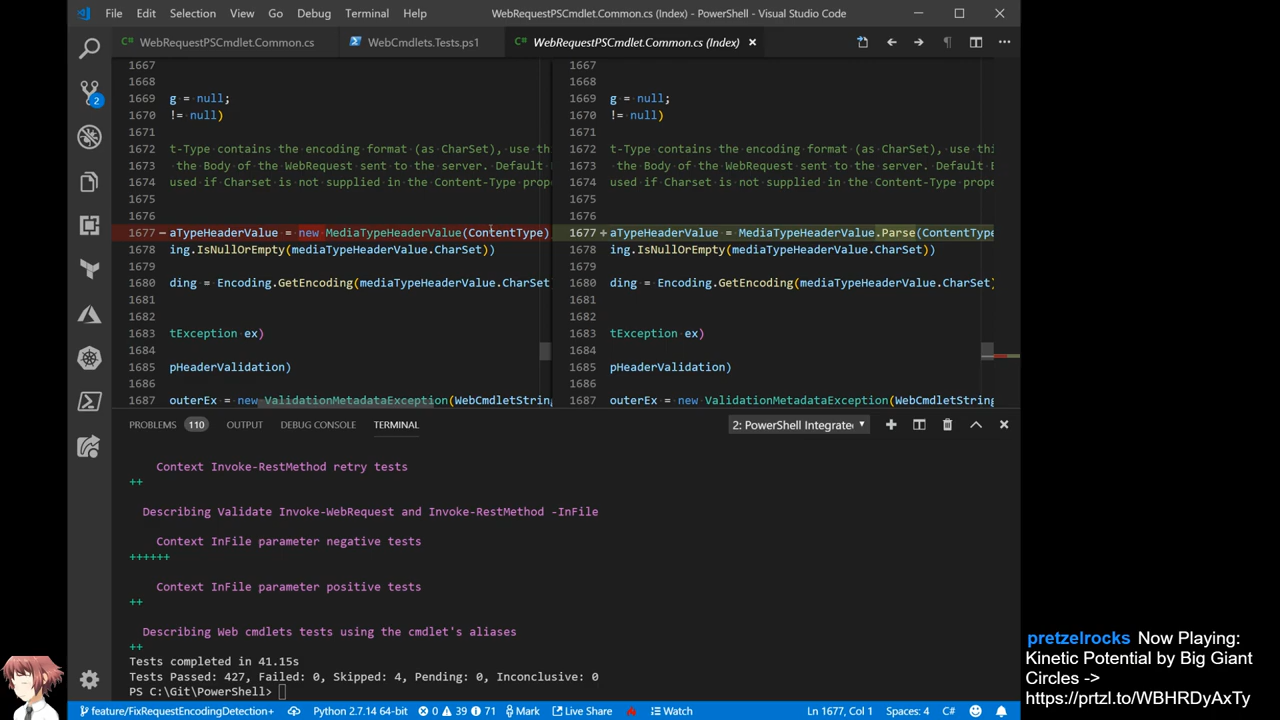 File Edit Selection View Go Debug Terminal Help WebRequestPSCmdlet.Common.cs (Index) - PowerShell - Visual Studio Code
C# WebRequestPSCmdlet.Common.cs WebCmdlets.Tests.ps1 C# WebRequestPSCmdlet.Common.cs (Index)
1667 1667
1668 1668
1669 g = null; 1669 g = null;
1670 != null) 1670 != null)
1671 1671
1672 t-Type contains the encoding format (as CharSet), use thi 1672 t-Type contains the encoding format (as CharSet), use thi
1673 the Body of the WebRequest sent to the server. Default E 1673 the Body of the WebRequest sent to the server. Default E
1674 used if Charset is not supplied in the Content-Type prope 1674 used if Charset is not supplied in the Content-Type prope
1675 1675
1676 1676
1677 − aTypeHeaderValue = new MediaTypeHeaderValue(ContentType) 1677 + aTypeHeaderValue = MediaTypeHeaderValue.Parse(ContentType
1678 ing.IsNullOrEmpty(mediaTypeHeaderValue.CharSet)) 1678 ing.IsNullOrEmpty(mediaTypeHeaderValue.CharSet))
1679 1679
1680 ding = Encoding.GetEncoding(mediaTypeHeaderValue.CharSet 1680 ding = Encoding.GetEncoding(mediaTypeHeaderValue.CharSet)
1681 1681
1682 1682
1683 tException ex) 1683 tException ex)
1684 1684
1685 pHeaderValidation) 1685 pHeaderValidation)
1686 1686
1687 outerEx = new ValidationMetadataException(WebCmdletString 1687 outerEx = new ValidationMetadataException(WebCmdletString
2
PROBLEMS 110 OUTPUT DEBUG CONSOLE TERMINAL 2: PowerShell Integrate
Context Invoke-RestMethod retry tests
++
Describing Validate Invoke-WebRequest and Invoke-RestMethod -InFile
Context InFile parameter negative tests
++++++
Context InFile parameter positive tests
++
Describing Web cmdlets tests using the cmdlet's aliases
++
Tests completed in 41.15s
Tests Passed: 427, Failed: 0, Skipped: 4, Pending: 0, Inconclusive: 0
PS C:\Git\PowerShell>
feature/FixRequestEncodingDetection+ Python 2.7.14 64-bit 0 39 71 Mark Live Share Watch Ln 1677, Col 1 Spaces: 4 C#
pretzelrocks Now Playing:
Kinetic Potential by Big Giant
Circles ->
https://prtzl.to/WBHRDyAxTy